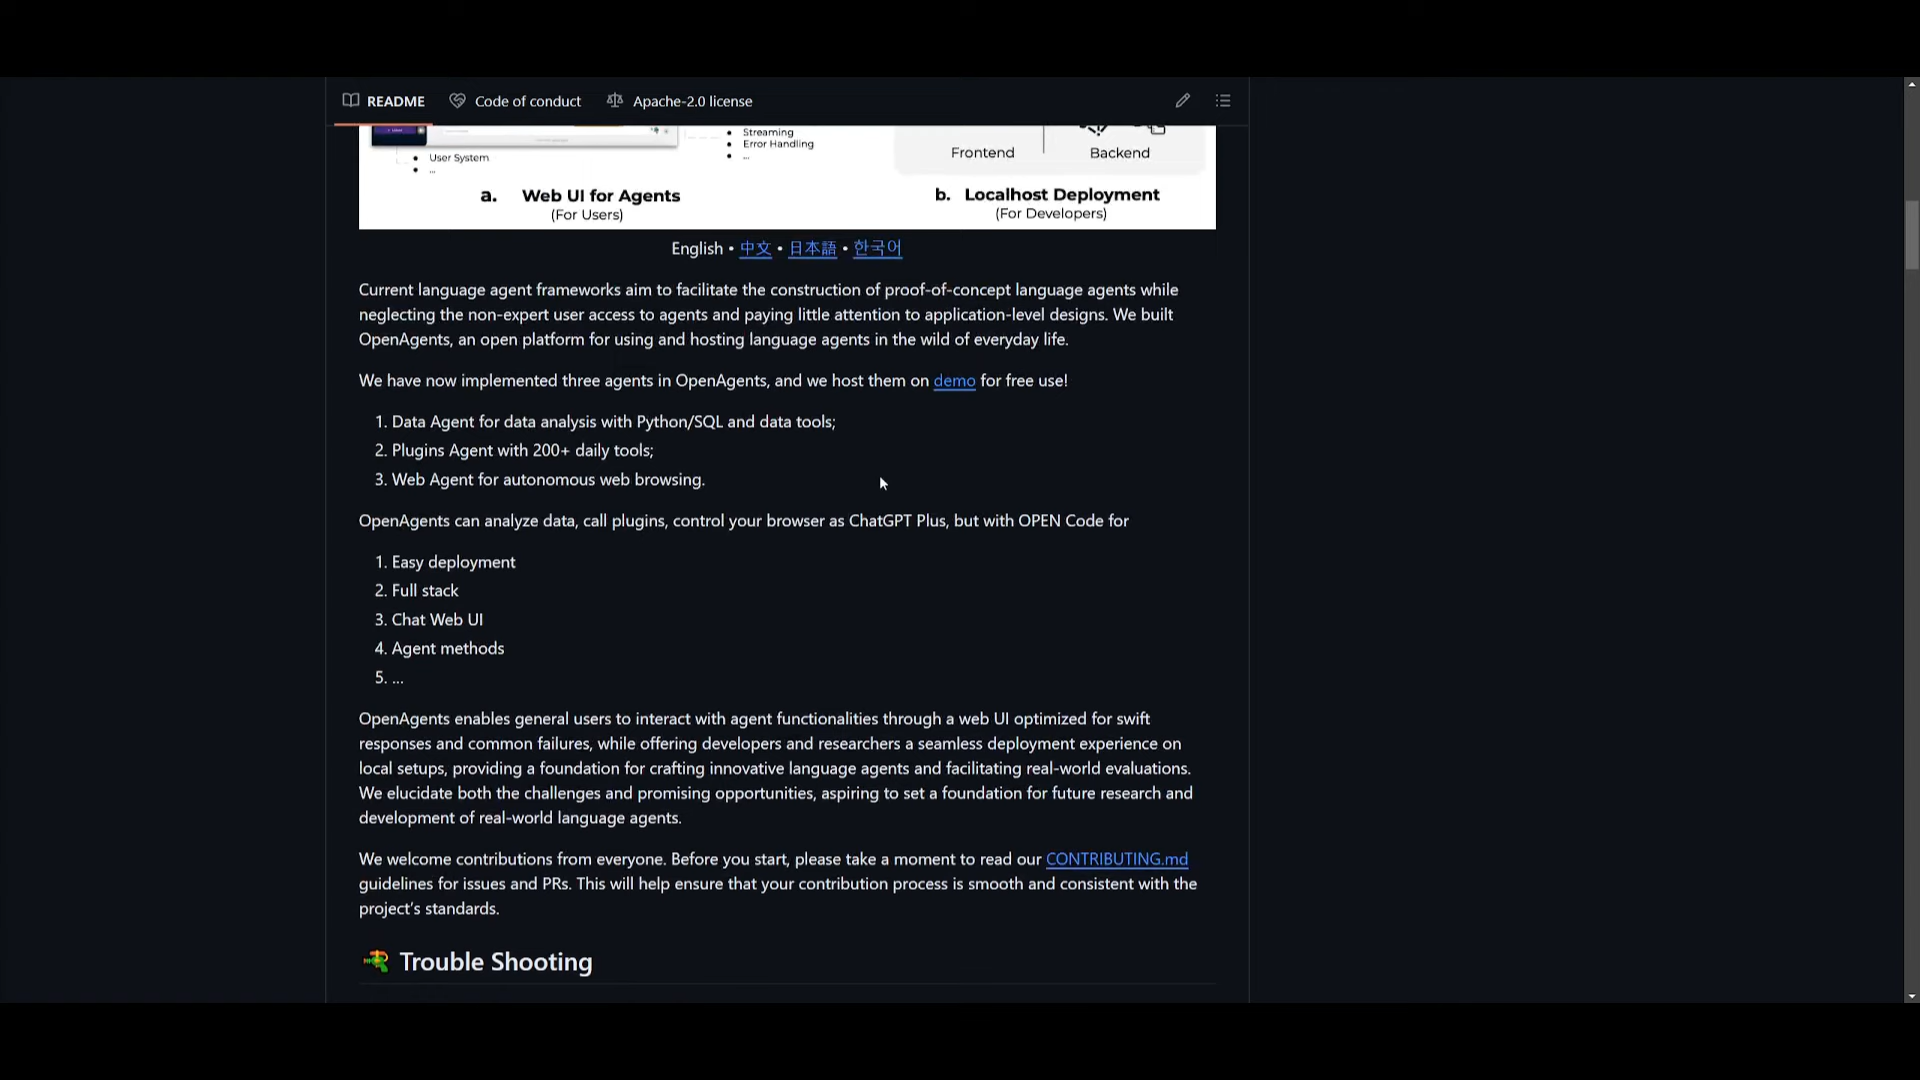 README Code of conduct Apache-2.0 license
Streaming
Error Handling
...
User System
...
Frontend Backend
a. Web UI for Agents
(For Users)
b. Localhost Deployment
(For Developers)
English • 中文 • 日本語 • 한국어
Current language agent frameworks aim to facilitate the construction of proof-of-concept language agents while
neglecting the non-expert user access to agents and paying little attention to application-level designs. We built
OpenAgents, an open platform for using and hosting language agents in the wild of everyday life.
We have now implemented three agents in OpenAgents, and we host them on demo for free use!
1. Data Agent for data analysis with Python/SQL and data tools;
2. Plugins Agent with 200+ daily tools;
3. Web Agent for autonomous web browsing.
OpenAgents can analyze data, call plugins, control your browser as ChatGPT Plus, but with OPEN Code for
1. Easy deployment
2. Full stack
3. Chat Web UI
4. Agent methods
5. ...
OpenAgents enables general users to interact with agent functionalities through a web UI optimized for swift
responses and common failures, while offering developers and researchers a seamless deployment experience on
local setups, providing a foundation for crafting innovative language agents and facilitating real-world evaluations.
We elucidate both the challenges and promising opportunities, aspiring to set a foundation for future research and
development of real-world language agents.
We welcome contributions from everyone. Before you start, please take a moment to read our CONTRIBUTING.md
guidelines for issues and PRs. This will help ensure that your contribution process is smooth and consistent with the
project's standards.
Trouble Shooting